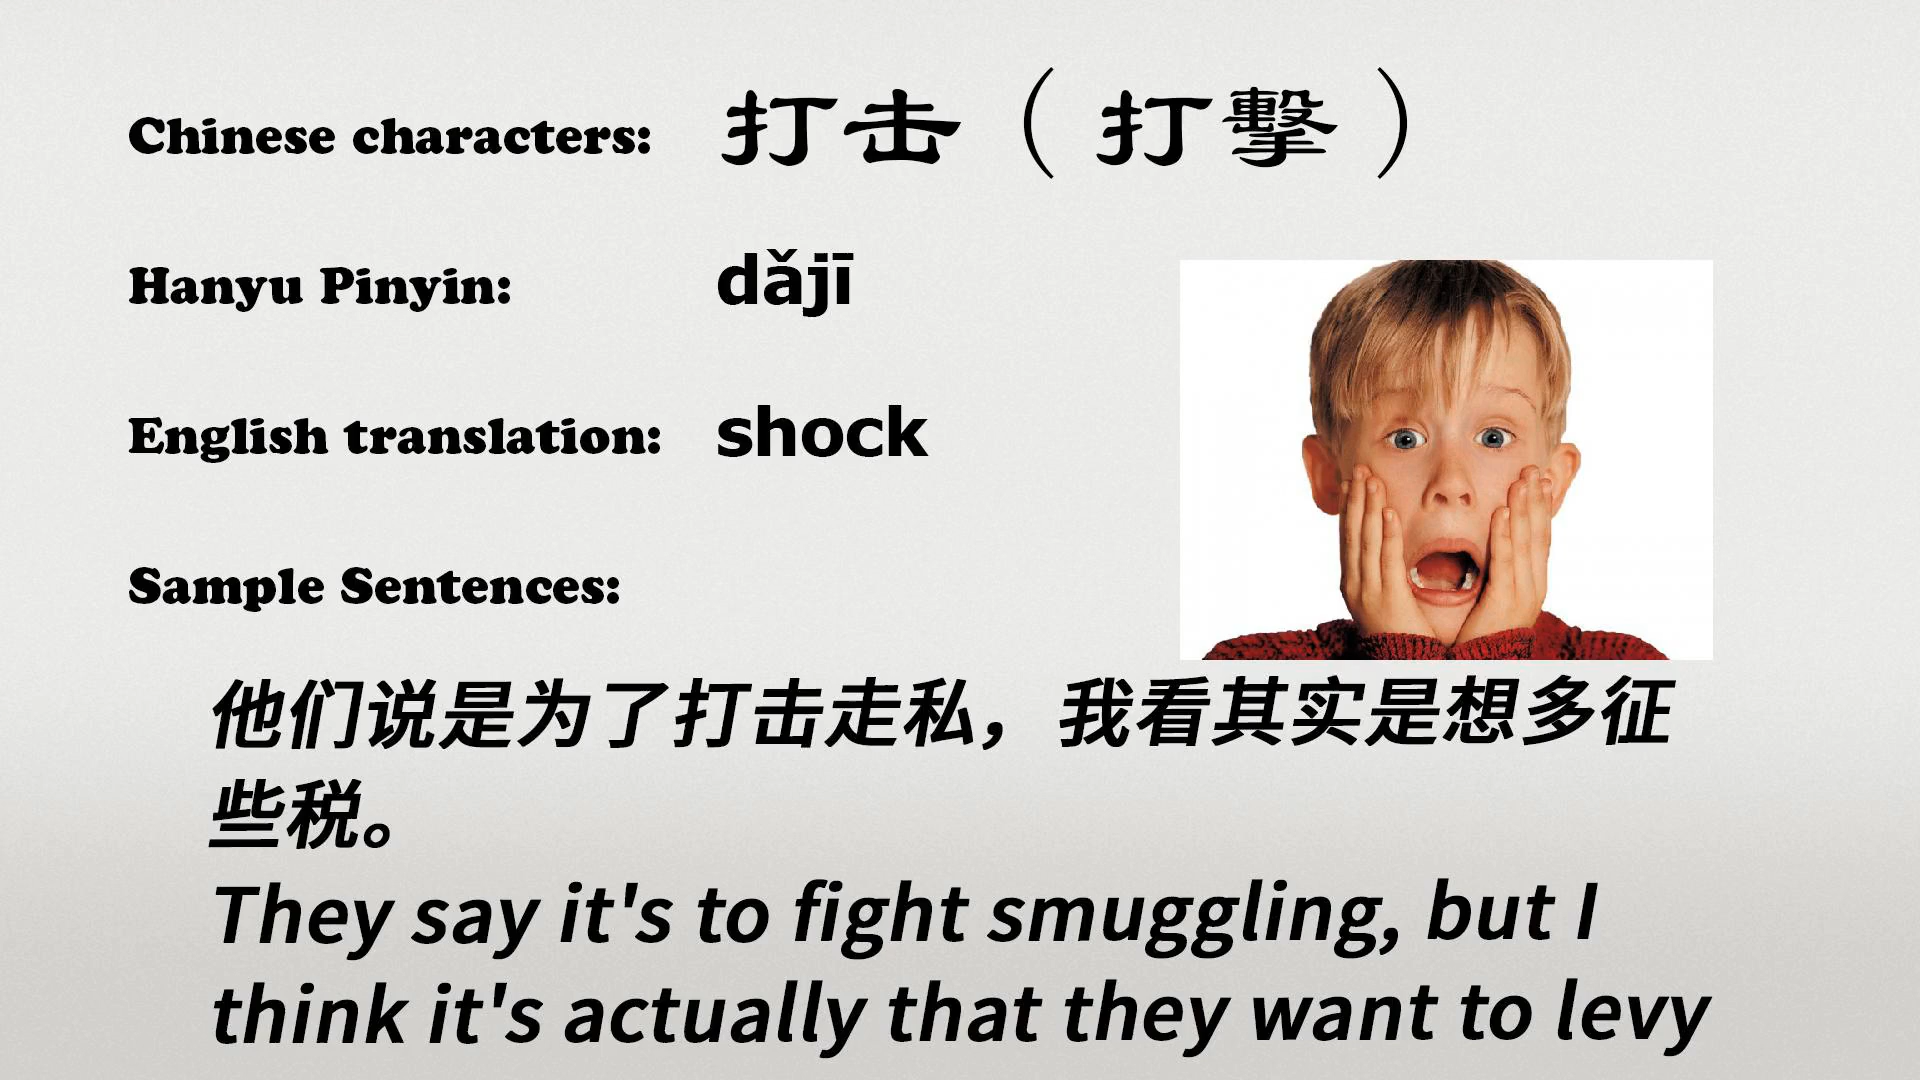 Chinese characters: 打击（打擊）
Hanyu Pinyin: dǎjī
English translation: shock
Sample Sentences:
他们说是为了打击走私，我看其实是想多征
些税。
They say it's to fight smuggling, but I
think it's actually that they want to levy